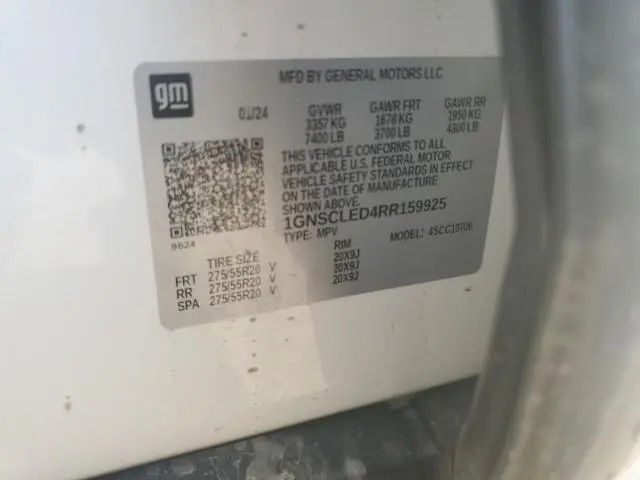 gm
MFD BY GENERAL MOTORS LLC
01/24
GVWR
3357 KG
7400 LB
GAWR FRT
1678 KG
3700 LB
GAWR RR
1950 KG
4300 LB
THIS VEHICLE CONFORMS TO ALL
APPLICABLE U.S. FEDERAL MOTOR
VEHICLE SAFETY STANDARDS IN EFFECT
ON THE DATE OF MANUFACTURE
SHOWN ABOVE.
1GNSCLED4RR159925
TYPE: MPV
MODEL: 4SCC10706
8624
TIRE SIZE
RIM
FRT 275/55R20 V 20X9J
RR 275/55R20 V 20X9J
SPA 275/55R20 V 20X9J